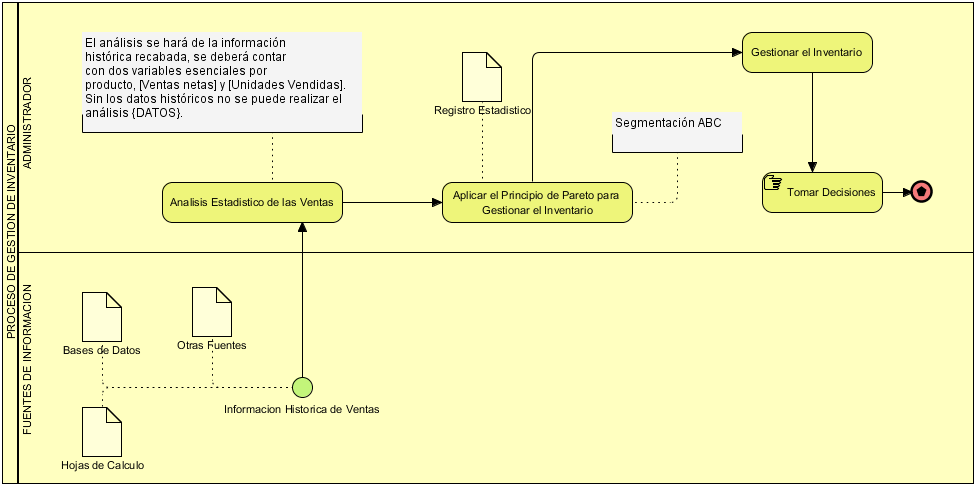 PROCESO DE GESTION DE INVENTARIO
ADMINISTRADOR
El análisis se hará de la información
histórica recabada, se deberá contar
con dos variables esenciales por
producto, [Ventas netas] y [Unidades Vendidas].
Sin los datos históricos no se puede realizar el
análisis {DATOS}.
Registro Estadistico
Segmentación ABC
Gestionar el Inventario
Analisis Estadistico de las Ventas
Aplicar el Principio de Pareto para
Gestionar el Inventario
Tomar Decisiones
FUENTES DE INFORMACION
Bases de Datos
Otras Fuentes
Informacion Historica de Ventas
Hojas de Calculo